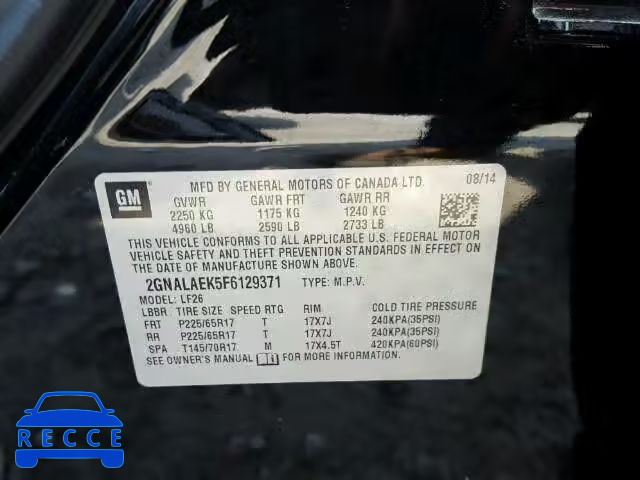 GM
MFD BY GENERAL MOTORS OF CANADA LTD. 08/14
GVWR GAWR FRT GAWR RR
2250 KG 1175 KG 1240 KG
4960 LB 2590 LB 2733 LB
THIS VEHICLE CONFORMS TO ALL APPLICABLE U.S. FEDERAL MOTOR
VEHICLE SAFETY AND THEFT PREVENTION STANDARDS IN EFFECT ON
THE DATE OF MANUFACTURE SHOWN ABOVE.
2GNALAEK5F6129371 TYPE: M.P.V.
MODEL: LF26
LBBR. TIRE SIZE SPEED RTG RIM COLD TIRE PRESSURE
FRT P225/65R17 T 17X7J 240KPA(35PSI)
RR P225/65R17 T 17X7J 240KPA(35PSI)
SPA T145/70R17 M 17X4.5T 420KPA(60PSI)
SEE OWNER'S MANUAL FOR MORE INFORMATION.
RECCE